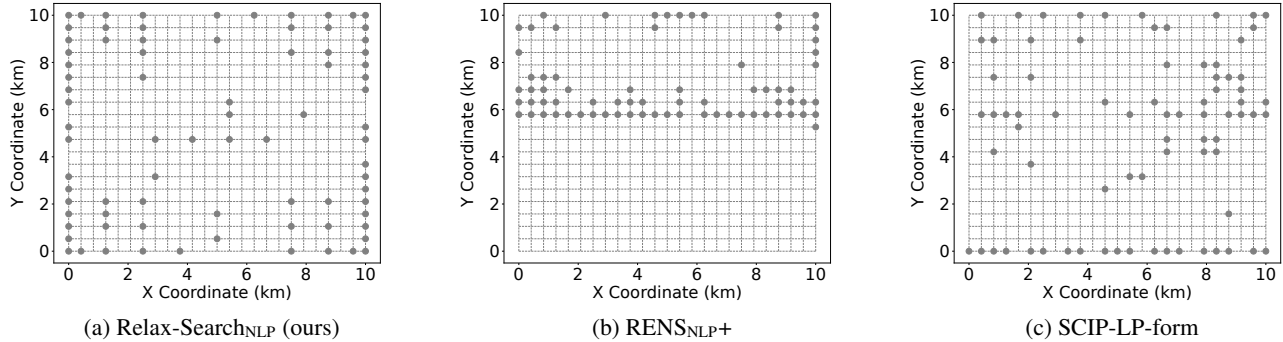 10
8
6
4
2
0
Y Coordinate (km)
0 2 4 6 8 10
X Coordinate (km)
(a) Relax-Search_NLP (ours)
10
8
6
4
2
0
Y Coordinate (km)
0 2 4 6 8 10
X Coordinate (km)
(b) RENS_NLP+
10
8
6
4
2
0
Y Coordinate (km)
0 2 4 6 8 10
X Coordinate (km)
(c) SCIP-LP-form